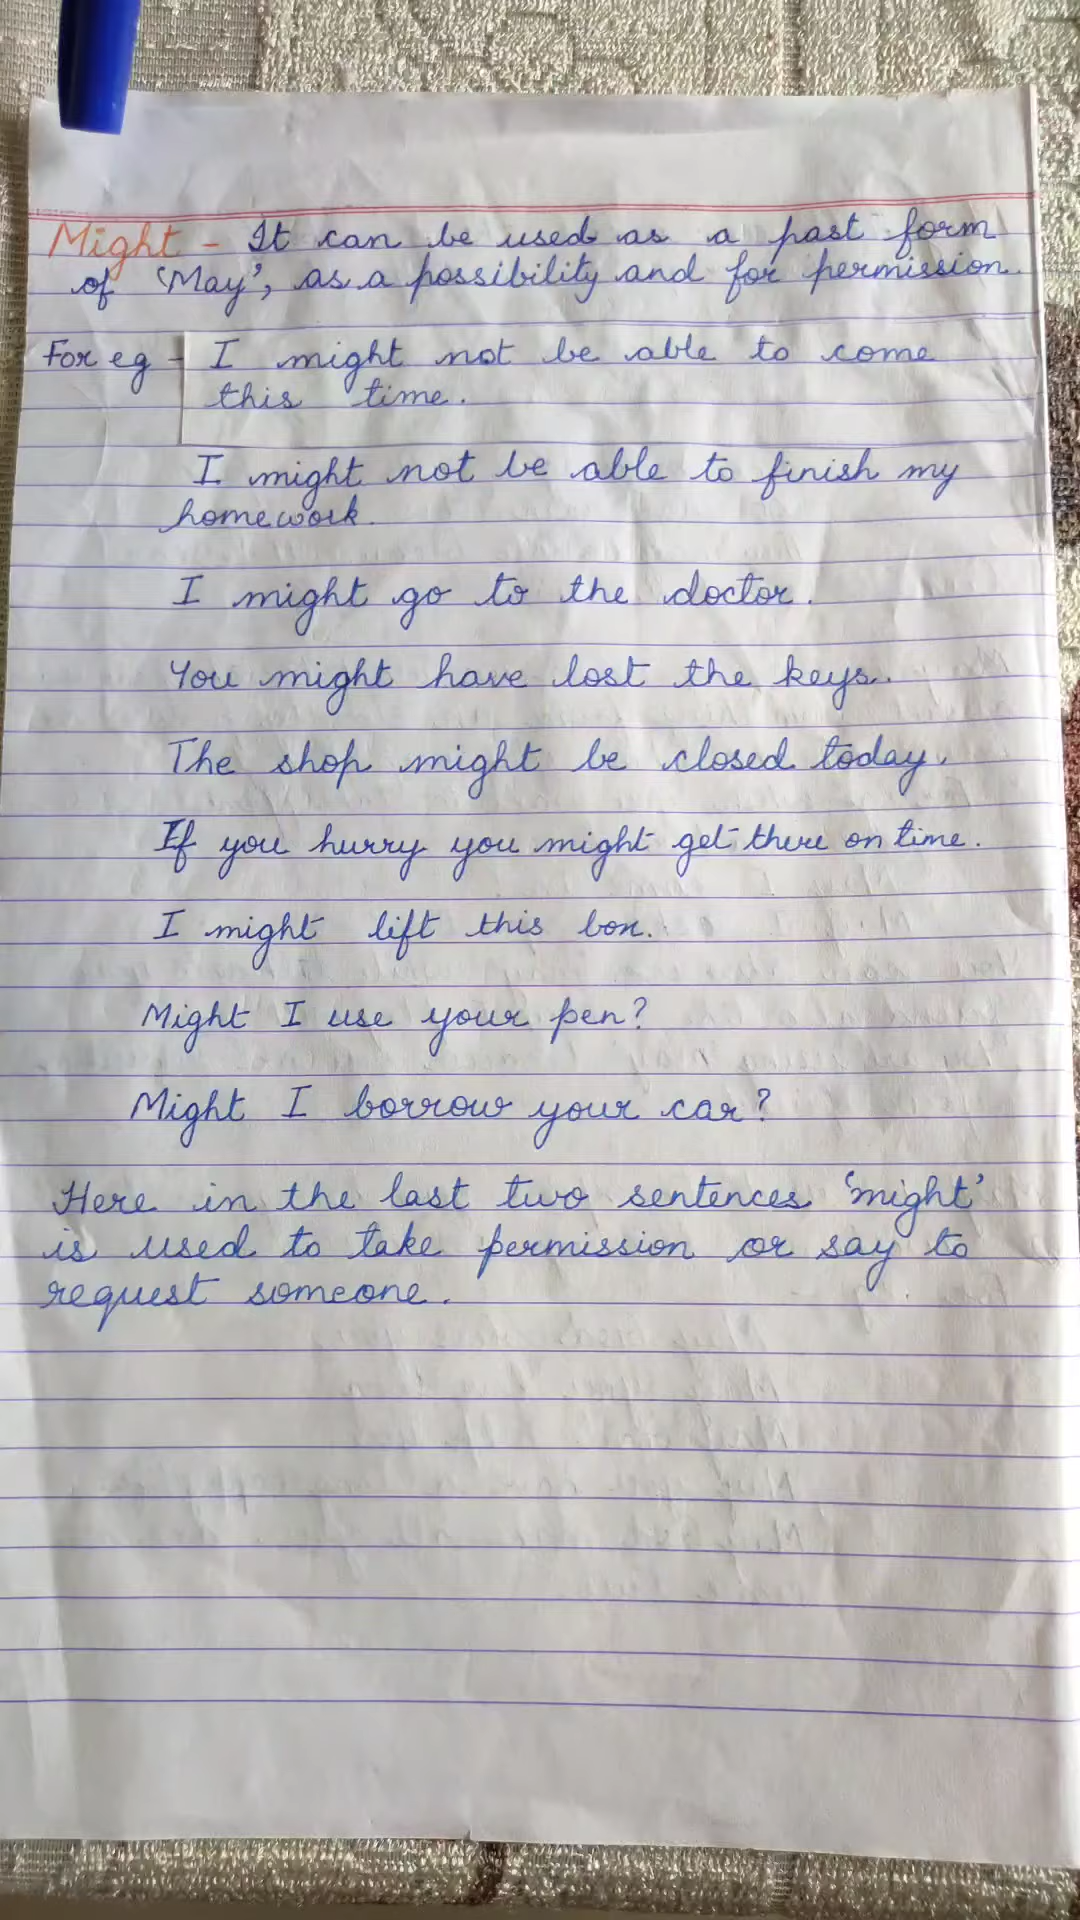 Might - It can be used as a past form
of 'May', as a possibility and for permission.
For eg - I might not be able to come
this time.
I might not be able to finish my
homework.
I might go to the doctor.
You might have lost the keys.
The shop might be closed today.
If you hurry you might get there on time.
I might lift this box.
Might I use your pen?
Might I borrow your car?
Here in the last two sentences 'might'
is used to take permission or say to
request someone.